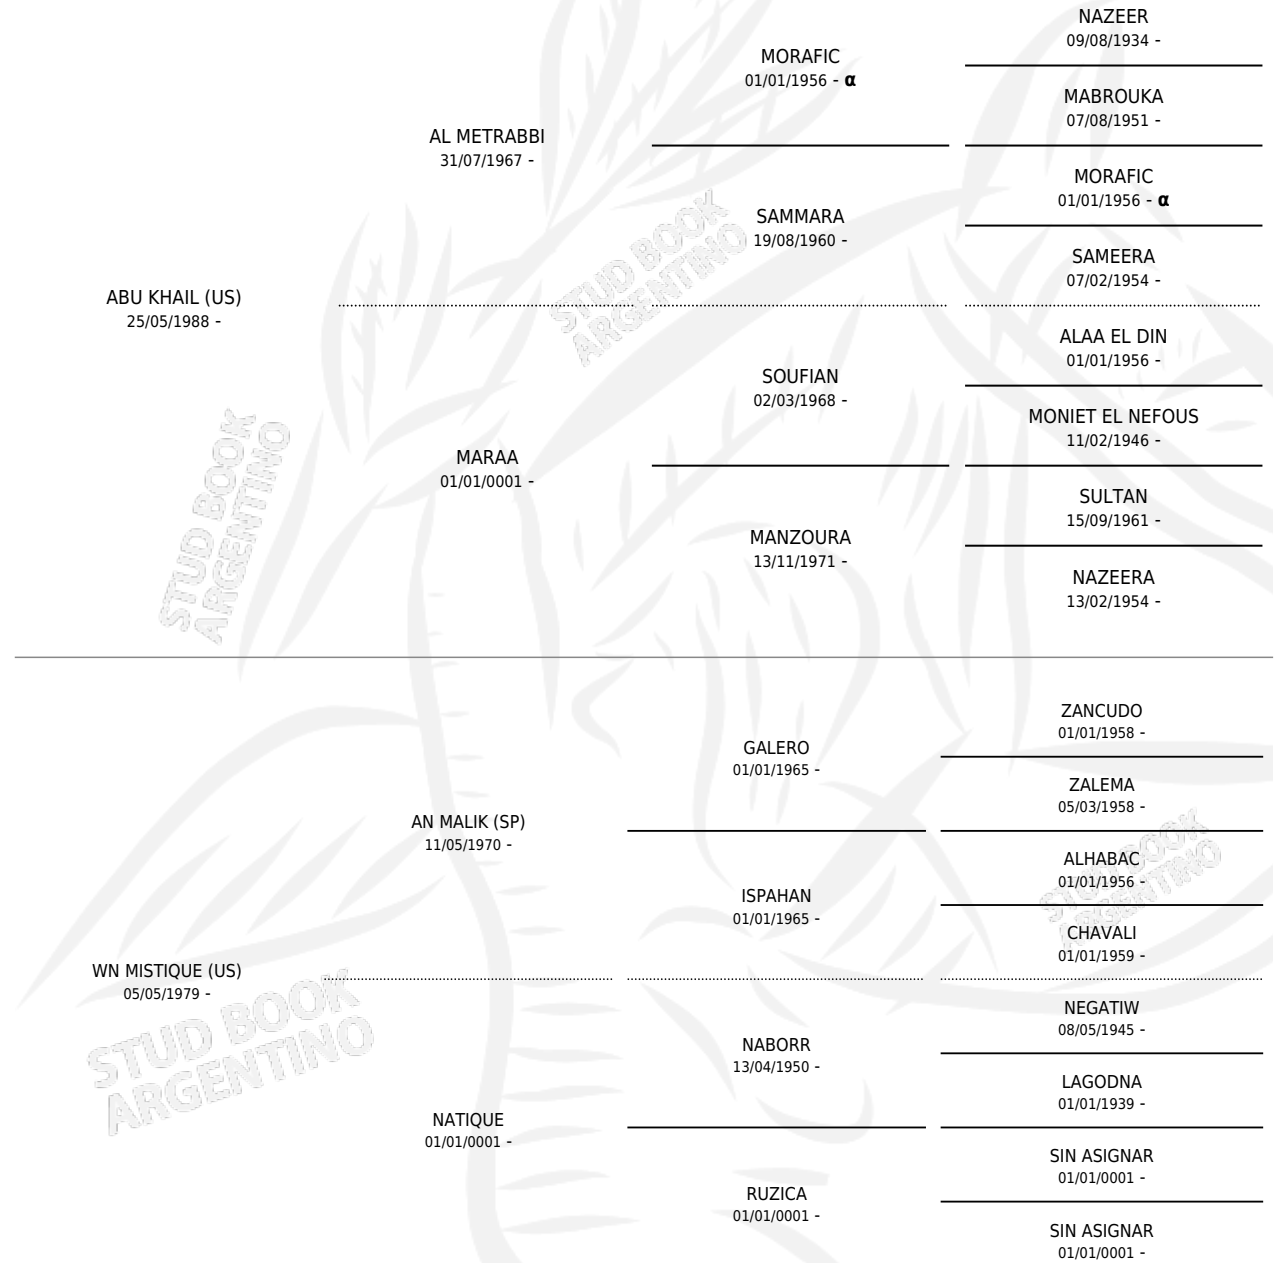 NAZEER
09/08/1934 -
MORAFIC
01/01/1956 - α
MABROUKA
07/08/1951 -
AL METRABBI
31/07/1967 -
MORAFIC
01/01/1956 - α
SAMMARA
19/08/1960 -
SAMEERA
07/02/1954 -
ABU KHAIL (US)
25/05/1988 -
ALAA EL DIN
01/01/1956 -
SOUFIAN
02/03/1968 -
MONIET EL NEFOUS
11/02/1946 -
MARAA
01/01/0001 -
SULTAN
15/09/1961 -
MANZOURA
13/11/1971 -
NAZEERA
13/02/1954 -
ZANCUDO
01/01/1958 -
GALERO
01/01/1965 -
ZALEMA
05/03/1958 -
AN MALIK (SP)
11/05/1970 -
ALHABAC
01/01/1956 -
ISPAHAN
01/01/1965 -
CHAVALI
01/01/1959 -
WN MISTIQUE (US)
05/05/1979 -
NEGATIW
08/05/1945 -
NABORR
13/04/1950 -
LAGODNA
01/01/1939 -
NATIQUE
01/01/0001 -
SIN ASIGNAR
01/01/0001 -
RUZICA
01/01/0001 -
SIN ASIGNAR
01/01/0001 -
STUD BOOK
ARGENTINO
STUD BOOK
ARGENTINO
STUD BOOK
ARGENTINO
STUD BOOK
ARGENTINO